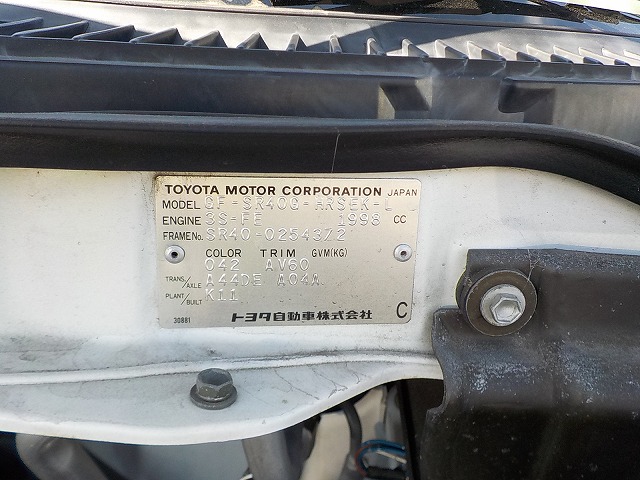 TOYOTA MOTOR CORPORATION JAPAN
MODEL GF-SR40G-HRSEK-L
ENGINE 3S-FE 1998 CC
FRAME No. SR40-0254372
COLOR TRIM GVM(KG)
042 AV60
TRANS./AXLE A44DE A04A
PLANT/BUILT K11
30881 トヨタ自動車株式会社 C